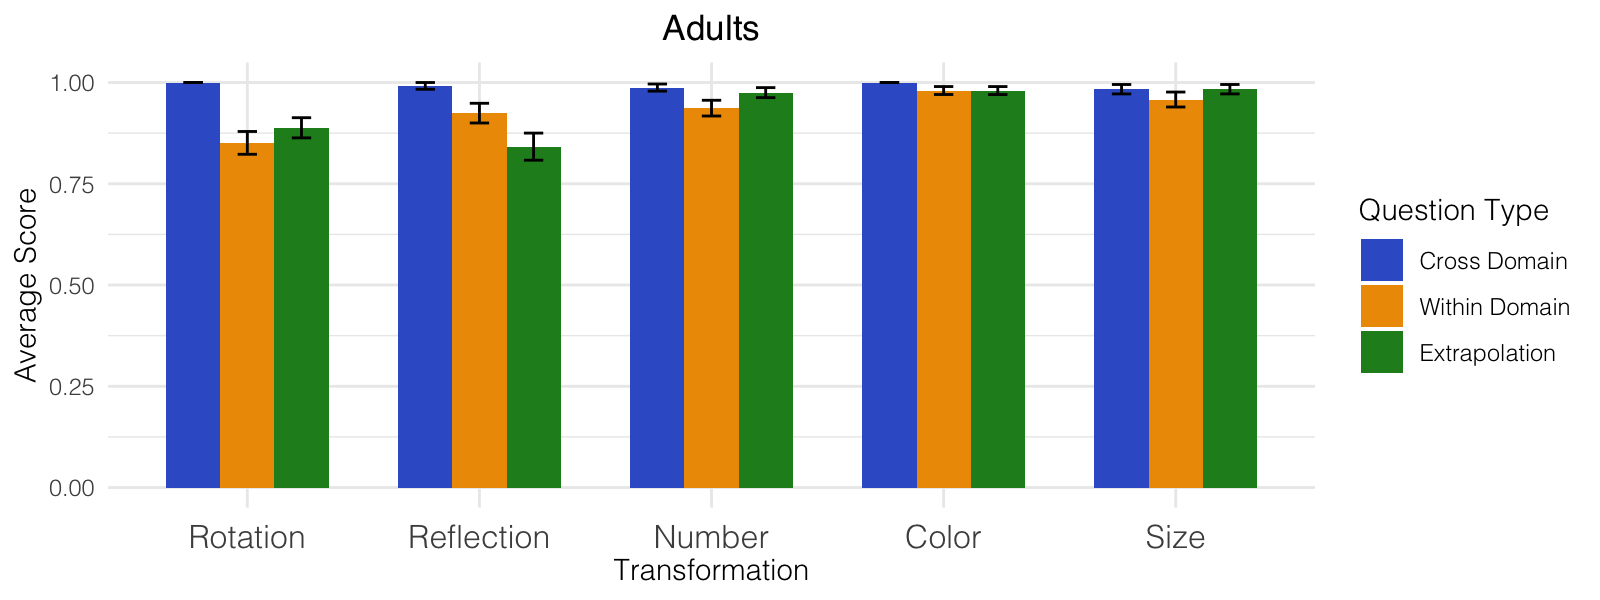 Adults
Average Score
1.00
0.75
0.50
0.25
0.00
Rotation Reflection Number Color Size
Transformation
Question Type
Cross Domain
Within Domain
Extrapolation